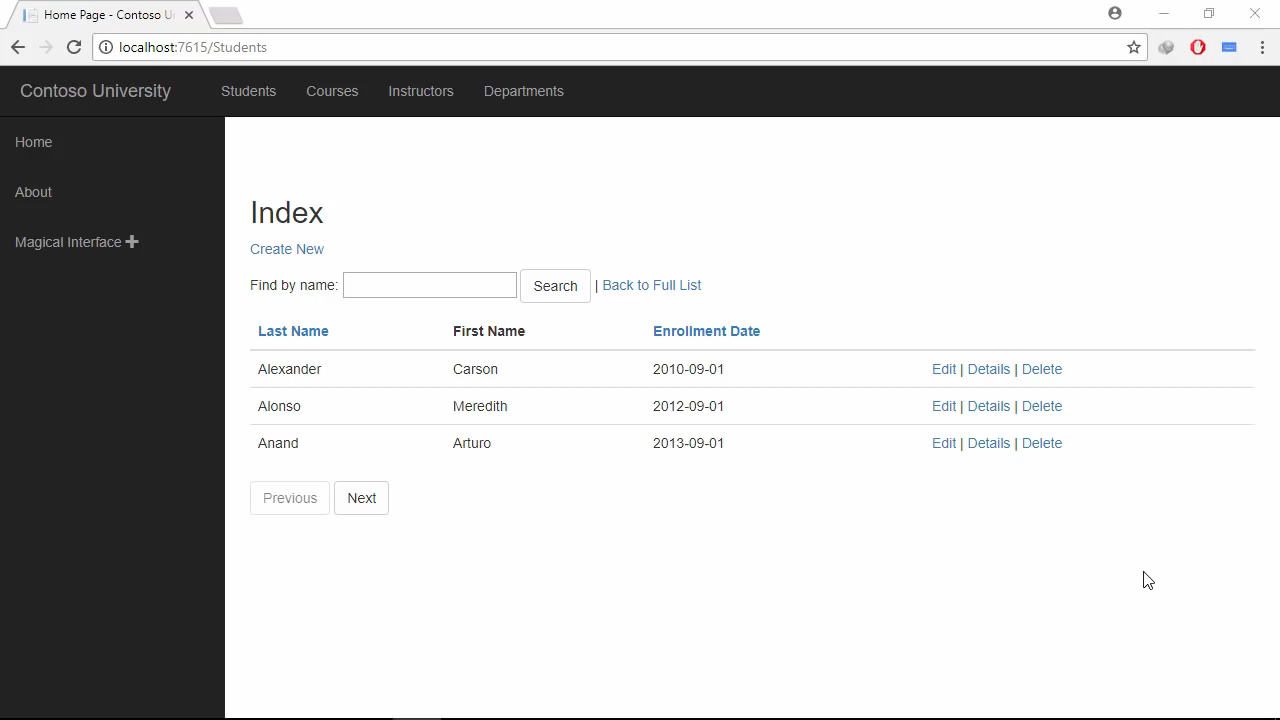 Home Page - Contoso U
localhost:7615/Students
Contoso University Students Courses Instructors Departments
Home
About
Magical Interface
Index
Create New
Find by name: Search | Back to Full List
Last Name First Name Enrollment Date
Alexander Carson 2010-09-01 Edit | Details | Delete
Alonso Meredith 2012-09-01 Edit | Details | Delete
Anand Arturo 2013-09-01 Edit | Details | Delete
Previous Next